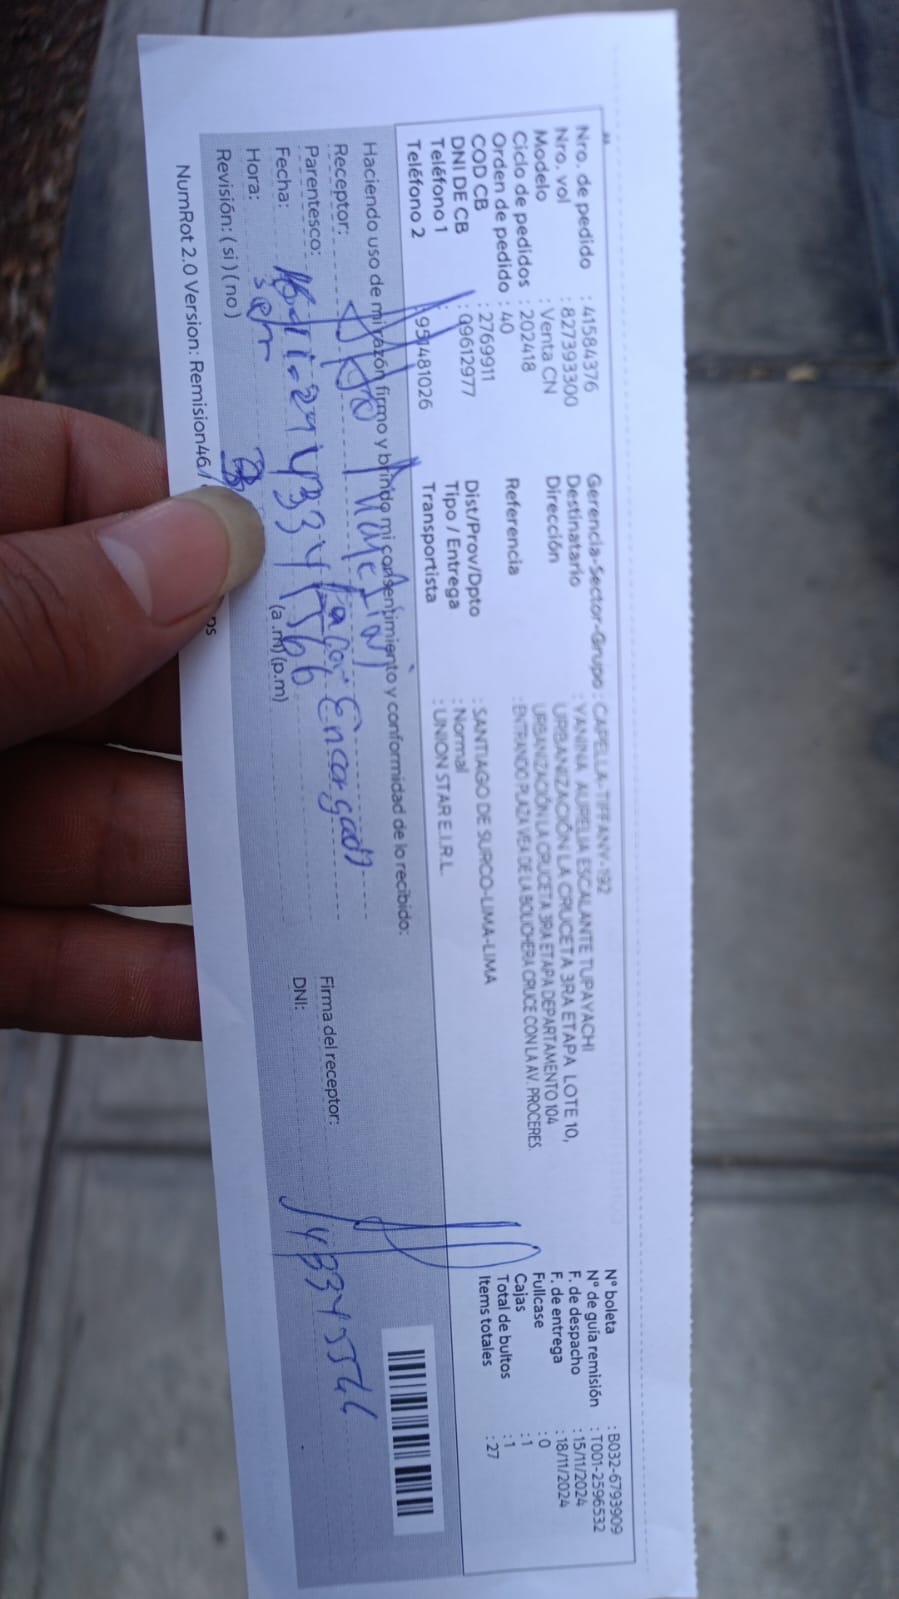 Nro. de pedido : 41584376
Nro. vol : 827393300
Modelo : Venta CN
Ciclo de pedidos : 202418
Orden de pedido : 40
COD CB : 2769911
DNI DE CB : 09612977
Teléfono 1 :
Teléfono 2 : 951481026
Gerencia-Sector-Grupo : CAPELLA-TIFFANY-192
Destinatario : YANINA AURELIA ESCALANTE TUPAYACHI
Dirección : URBANIZACIÓN LA CRUCETA 3RA ETAPA LOTE 10,
URBANIZACIÓN LA CRUCETA 3RA ETAPA DEPARTAMENTO 104
Referencia : ENTRANDO PLAZA VEA DE LA BOLICHERA CRUCE CON LA AV. PROCERES.
Dist/Prov/Dpto : SANTIAGO DE SURCO-LIMA-LIMA
Tipo / Entrega : Normal
Transportista : UNION STAR E.I.R.L.
N° boleta : B032-6793909
N° de guía remisión : T001-2596532
F. de despacho : 15/11/2024
F. de entrega : 18/11/2024
Fullcase : 0
Cajas : 1
Total de bultos : 1
Items totales : 27
Haciendo uso de mi razón, firmo y brindo mi consentimiento y conformidad de lo recibido:
Receptor:
Parentesco: Encargado
Fecha:
Hora: (a.m) (p.m)
Revisión: ( si ) ( no )
Firma del receptor:
DNI:
NumRot 2.0 Version: Remision46.